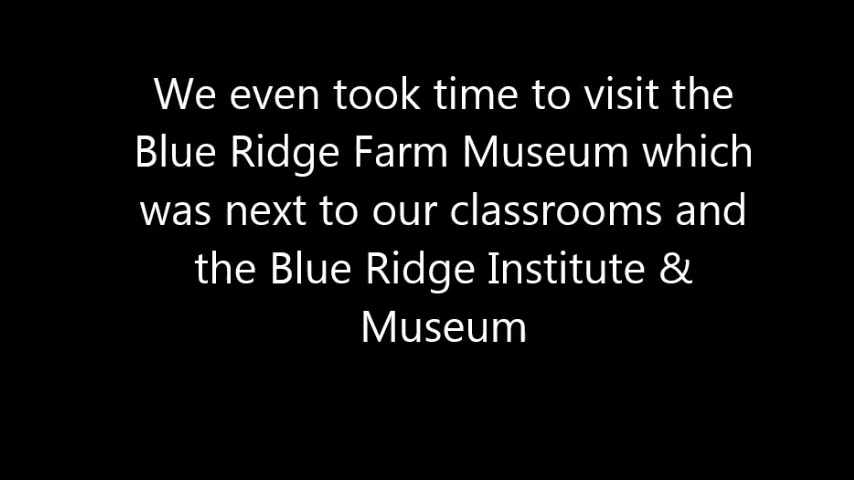 We even took time to visit the
Blue Ridge Farm Museum which
was next to our classrooms and
the Blue Ridge Institute &
Museum